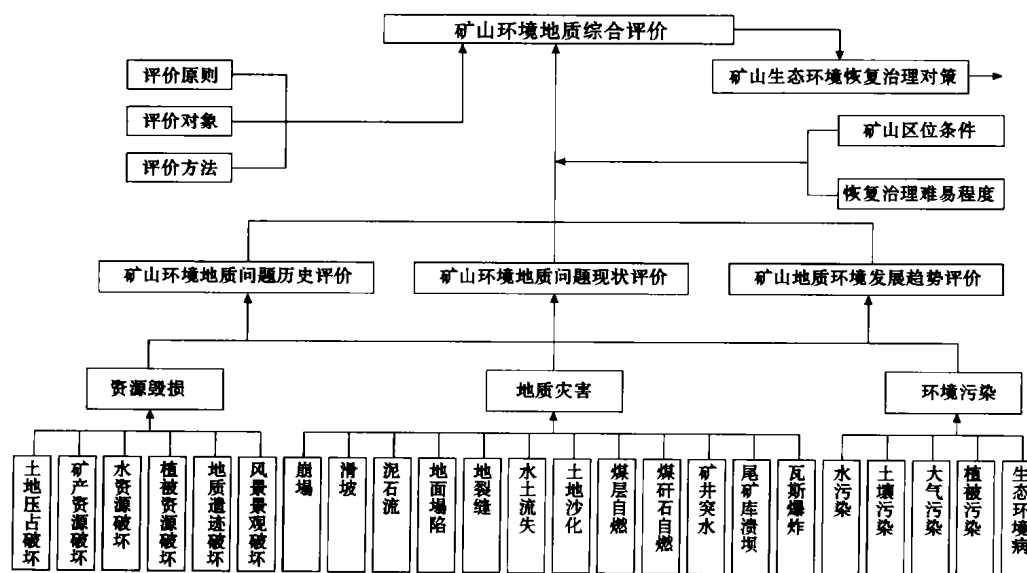 矿山环境地质综合评价
评价原则
矿山生态环境恢复治理对策
评价对象
矿山区位条件
评价方法
恢复治理难易程度
矿山环境地质问题历史评价
矿山环境地质问题现状评价
矿山地质环境发展趋势评价
资源毁损
地质灾害
环境污染
土地压占破坏
矿产资源破坏
水资源破坏
植被资源破坏
地质遗迹破坏
风景景观破坏
崩塌
滑坡
泥石流
地面塌陷
地裂缝
水土流失
土地沙化
煤层自燃
煤矸石自燃
矿井突水
尾矿库溃坝
瓦斯爆炸
水污染
土壤污染
大气污染
植被污染
生态环境病